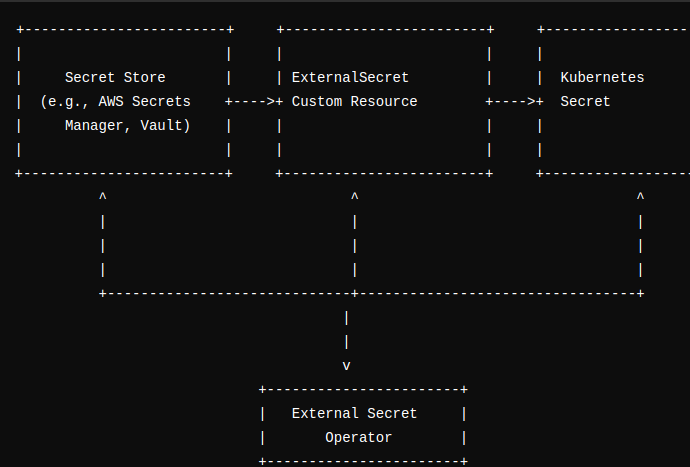 Secret Store
(e.g., AWS Secrets
Manager, Vault)
ExternalSecret
Custom Resource
Kubernetes
Secret
External Secret
Operator